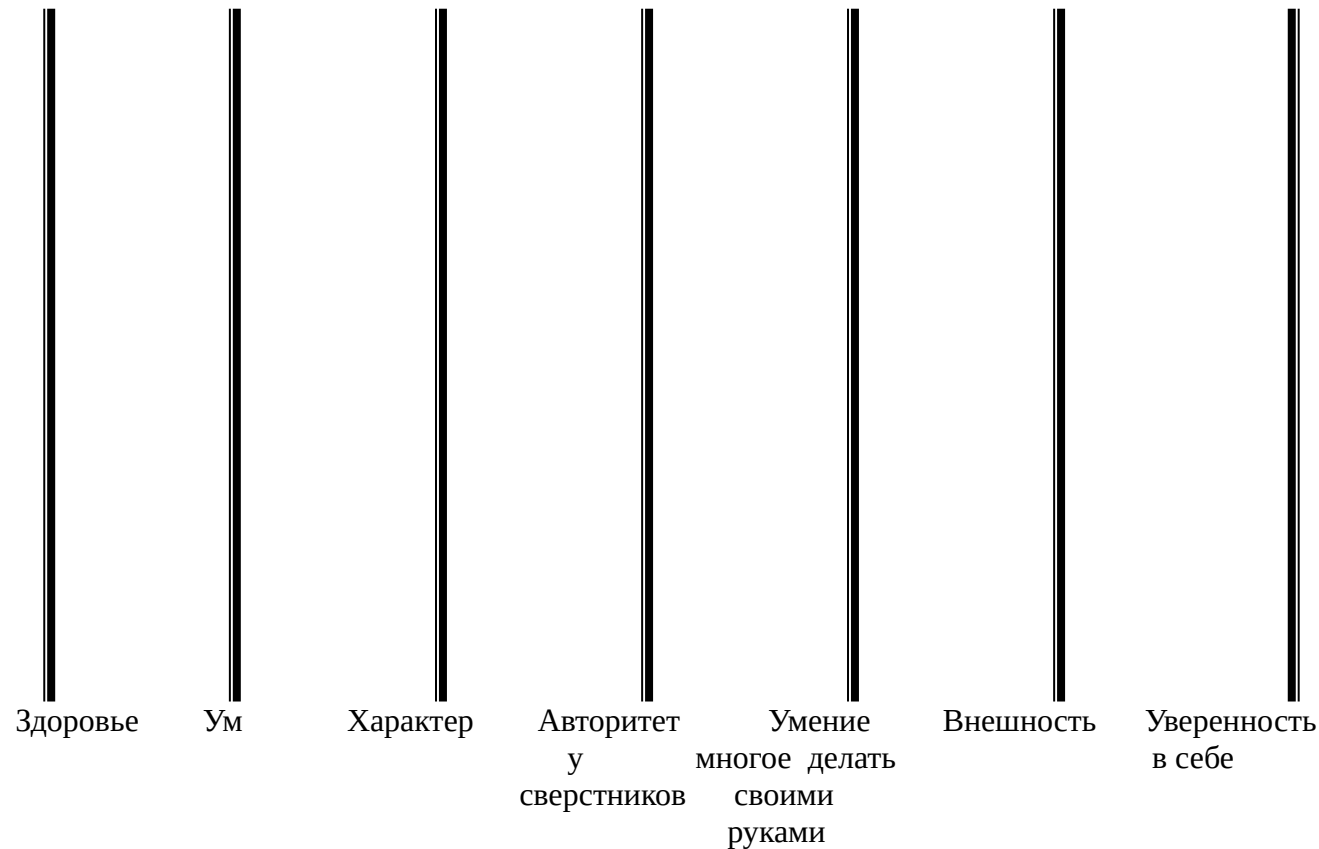 Здоровье Ум Характер Авторитет Умение Внешность Уверенность
у многое делать в себе
сверстников своими
руками